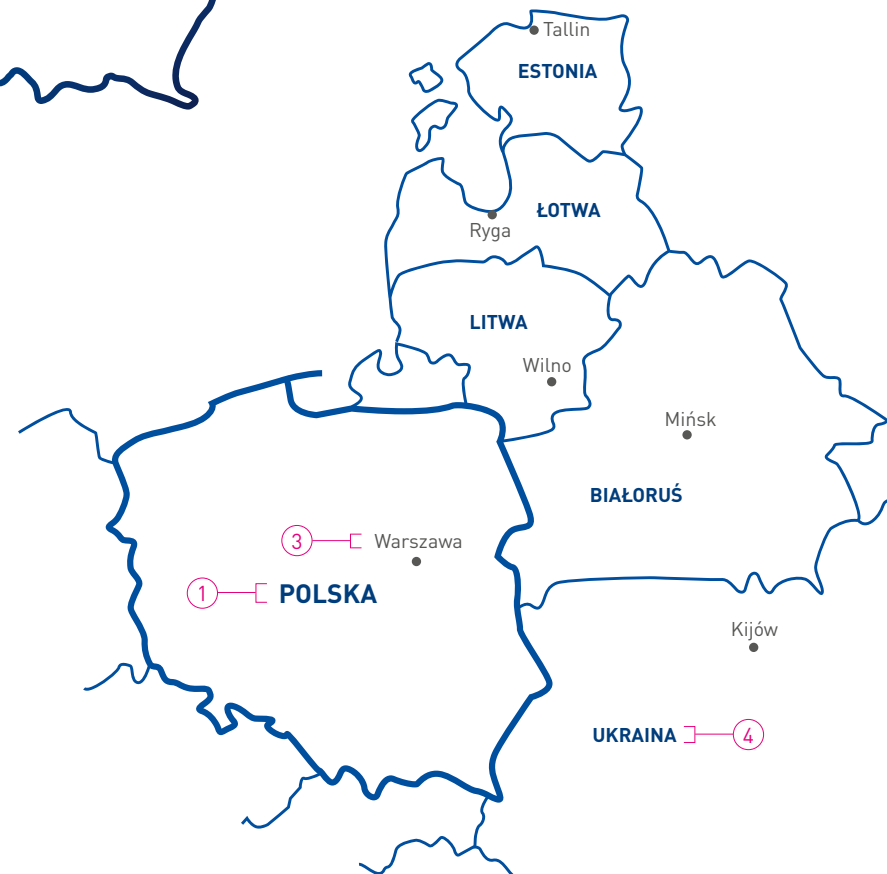 Tallin
ESTONIA
ŁOTWA
Ryga
LITWA
Wilno
Mińsk
BIAŁORUŚ
3 Warszawa
1 POLSKA
Kijów
UKRAINA 4